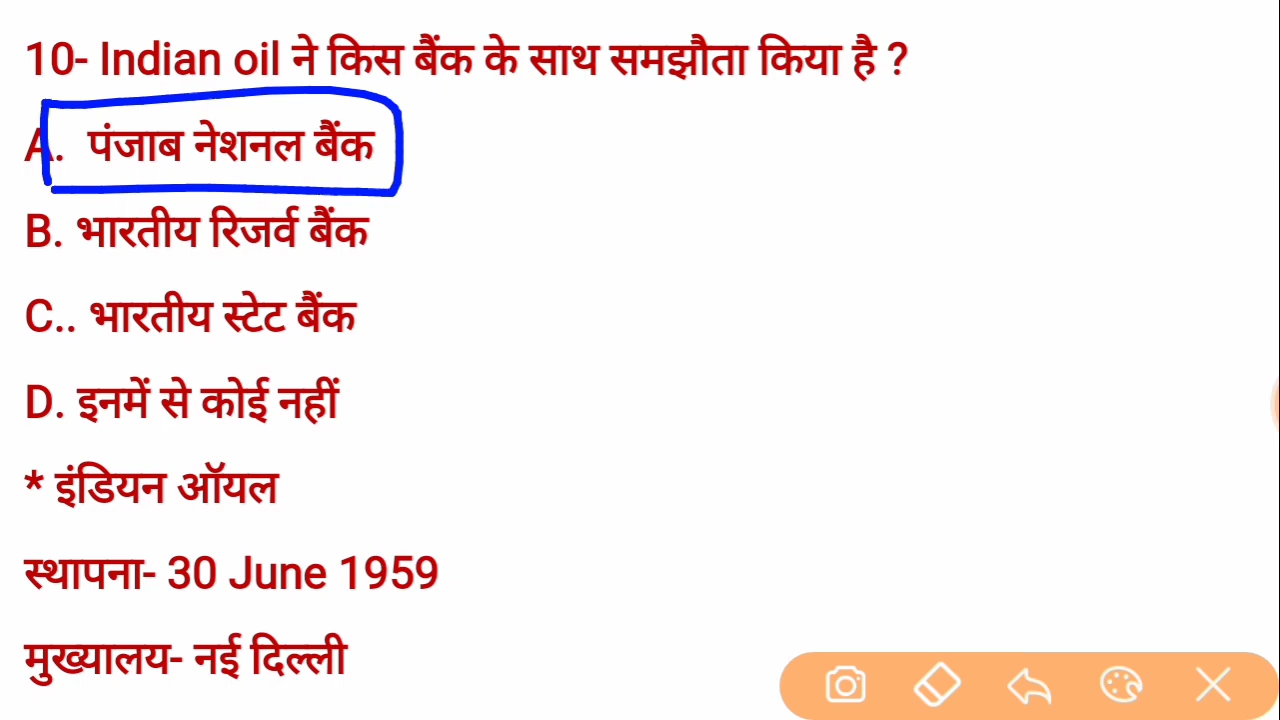 10- Indian oil ने किस बैंक के साथ समझौता किया है ?
A.  पंजाब नेशनल बैंक
B. भारतीय रिजर्व बैंक
C.. भारतीय स्टेट बैंक
D. इनमें से कोई नहीं
* इंडियन ऑयल
स्थापना- 30 June 1959
मुख्यालय- नई दिल्ली